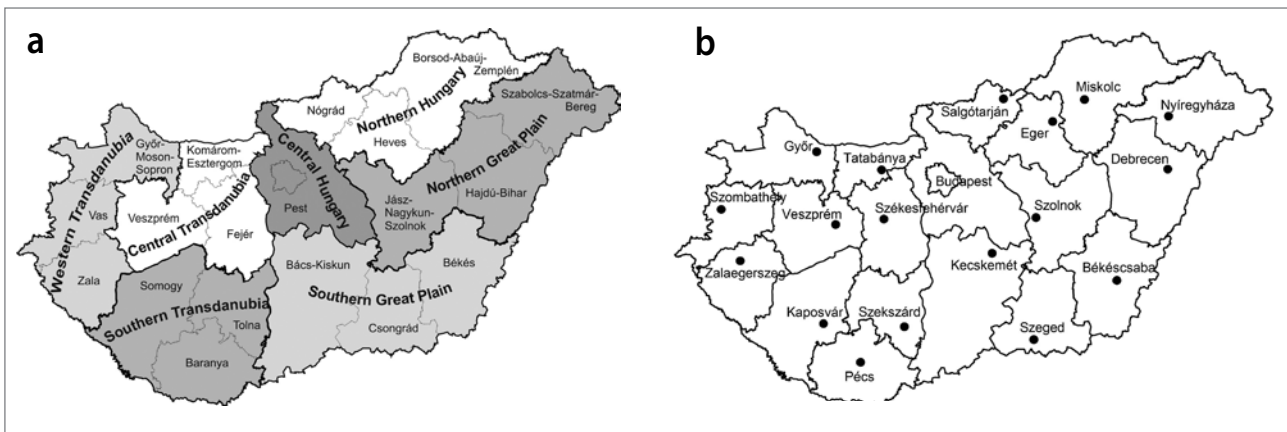 a
Borsod-Abaúj-
Zemplén
Nógrád
Northern Hungary
Heves
Szabolcs-Szatmár-
Bereg
Northern Great Plain
Hajdú-Bihar
Jász-
Nagykun-
Szolnok
Central Hungary
Pest
Győr-
Moson-
Sopron
Western Transdanubia
Vas
Zala
Komárom-
Esztergom
Veszprém
Central Transdanubia
Fejér
Somogy
Southern Transdanubia
Tolna
Baranya
Bács-Kiskun
Békés
Southern Great Plain
Csongrád
b
Salgótarján
Miskolc
Eger
Nyíregyháza
Győr
Tatabánya
Budapest
Debrecen
Szombathely
Veszprém
Székesfehérvár
Szolnok
Zalaegerszeg
Kecskemét
Békéscsaba
Kaposvár
Szekszárd
Szeged
Pécs